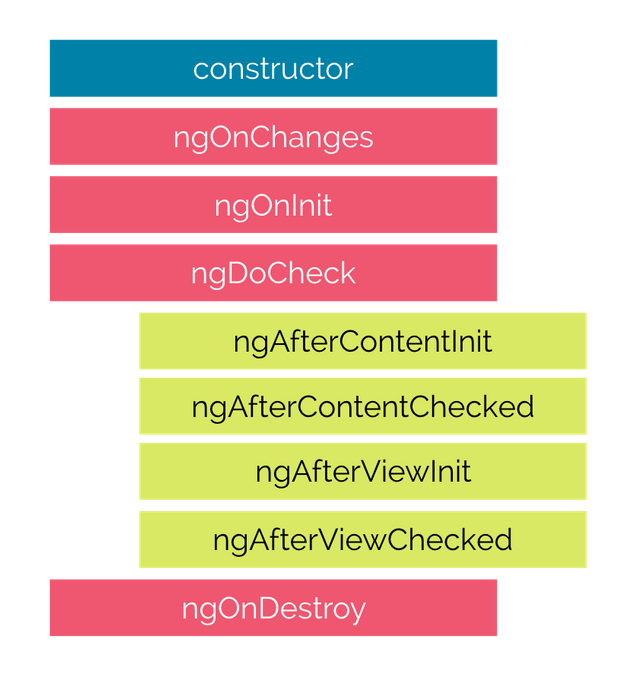 constructor
ngOnChanges
ngOnInit
ngDoCheck
ngAfterContentInit
ngAfterContentChecked
ngAfterViewInit
ngAfterViewChecked
ngOnDestroy